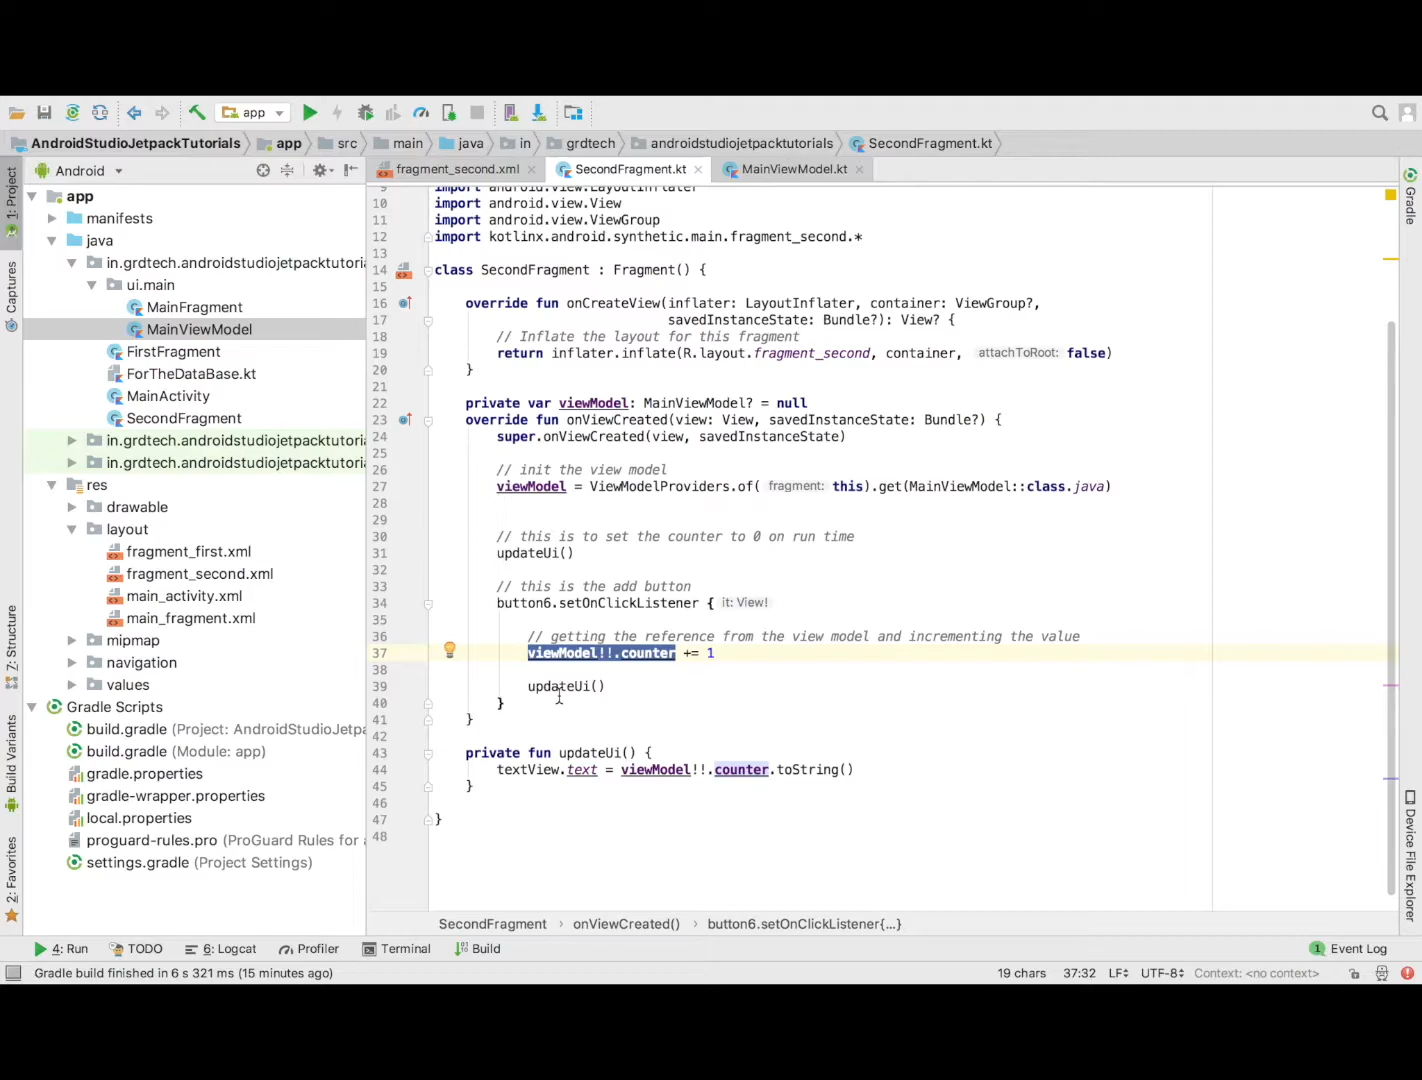 app
AndroidStudioJetpackTutorials app src main java in grdtech androidstudiojetpacktutorials SecondFragment.kt
1: Project
Captures
7: Structure
Build Variants
2: Favorites
Android
app
manifests
java
in.grdtech.androidstudiojetpacktutoria
ui.main
MainFragment
MainViewModel
FirstFragment
ForTheDataBase.kt
MainActivity
SecondFragment
in.grdtech.androidstudiojetpacktutoria
in.grdtech.androidstudiojetpacktutoria
res
drawable
layout
fragment_first.xml
fragment_second.xml
main_activity.xml
main_fragment.xml
mipmap
navigation
values
Gradle Scripts
build.gradle (Project: AndroidStudioJetpa
build.gradle (Module: app)
gradle.properties
gradle-wrapper.properties
local.properties
proguard-rules.pro (ProGuard Rules for a
settings.gradle (Project Settings)
fragment_second.xml SecondFragment.kt MainViewModel.kt
9 import android.view.LayoutInflater
10 import android.view.View
11 import android.view.ViewGroup
12 import kotlinx.android.synthetic.main.fragment_second.*
13
14 class SecondFragment : Fragment() {
15
16 override fun onCreateView(inflater: LayoutInflater, container: ViewGroup?,
17 savedInstanceState: Bundle?): View? {
18 // Inflate the layout for this fragment
19 return inflater.inflate(R.layout.fragment_second, container, attachToRoot: false)
20 }
21
22 private var viewModel: MainViewModel? = null
23 override fun onViewCreated(view: View, savedInstanceState: Bundle?) {
24 super.onViewCreated(view, savedInstanceState)
25
26 // init the view model
27 viewModel = ViewModelProviders.of( fragment: this).get(MainViewModel::class.java)
28
29
30 // this is to set the counter to 0 on run time
31 updateUi()
32
33 // this is the add button
34 button6.setOnClickListener { it: View!
35
36 // getting the reference from the view model and incrementing the value
37 viewModel!!.counter += 1
38
39 updateUi()
40 }
41 }
42
43 private fun updateUi() {
44 textView.text = viewModel!!.counter.toString()
45 }
46
47 }
48
SecondFragment › onViewCreated() › button6.setOnClickListener{...}
Gradle
Device File Explorer
4: Run TODO 6: Logcat Profiler Terminal Build 1 Event Log
Gradle build finished in 6 s 321 ms (15 minutes ago) 19 chars 37:32 LF UTF-8 Context: <no context>